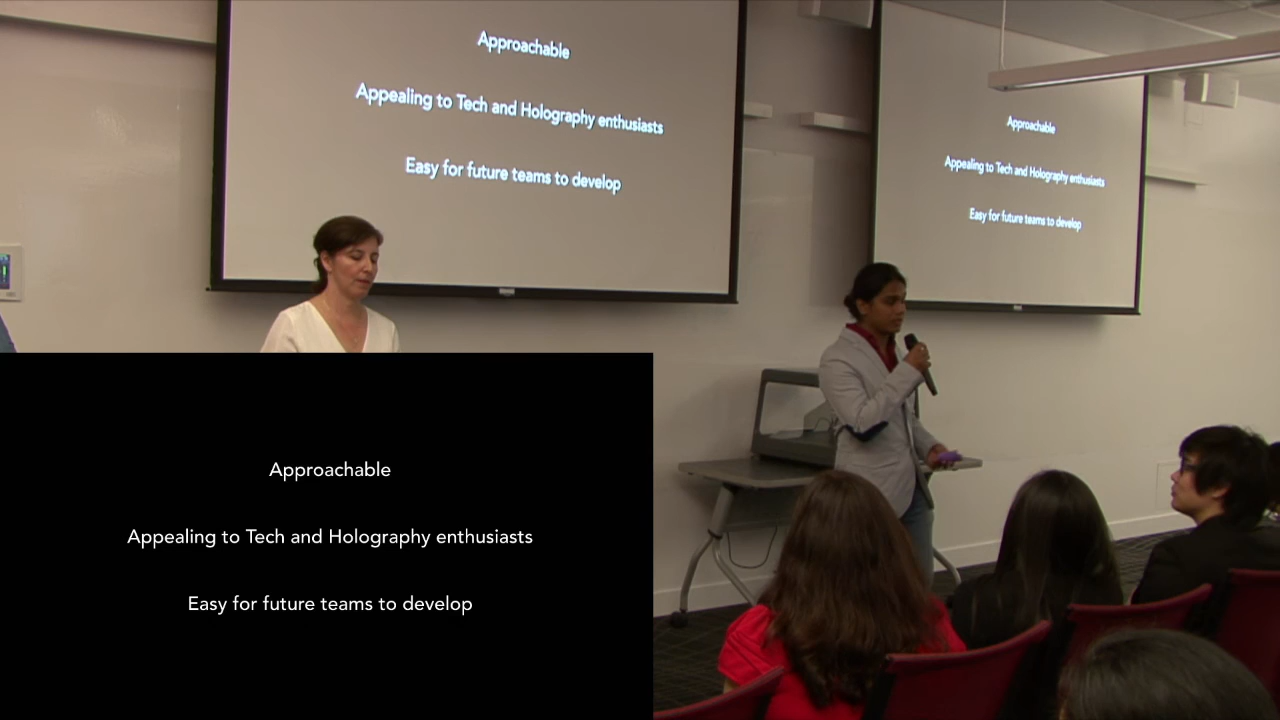 Approachable
Appealing to Tech and Holography enthusiasts
Easy for future teams to develop
Approachable
Appealing to Tech and Holography enthusiasts
Easy for future teams to develop
Approachable
Appealing to Tech and Holography enthusiasts
Easy for future teams to develop